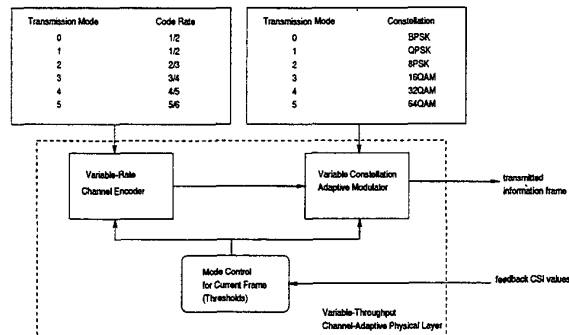 Transmission Mode Code Rate
0 1/2
1 1/2
2 2/3
3 3/4
4 4/5
5 5/6
Transmission Mode Constellation
0 BPSK
1 QPSK
2 8PSK
3 16QAM
4 32QAM
5 64QAM
Variable-Rate
Channel Encoder
Variable Constellation
Adaptive Modulator
transmitted
information frame
Mode Control
for Current Frame
(Thresholds)
feedback CSI values
Variable-Throughput
Channel-Adaptive Physical Layer